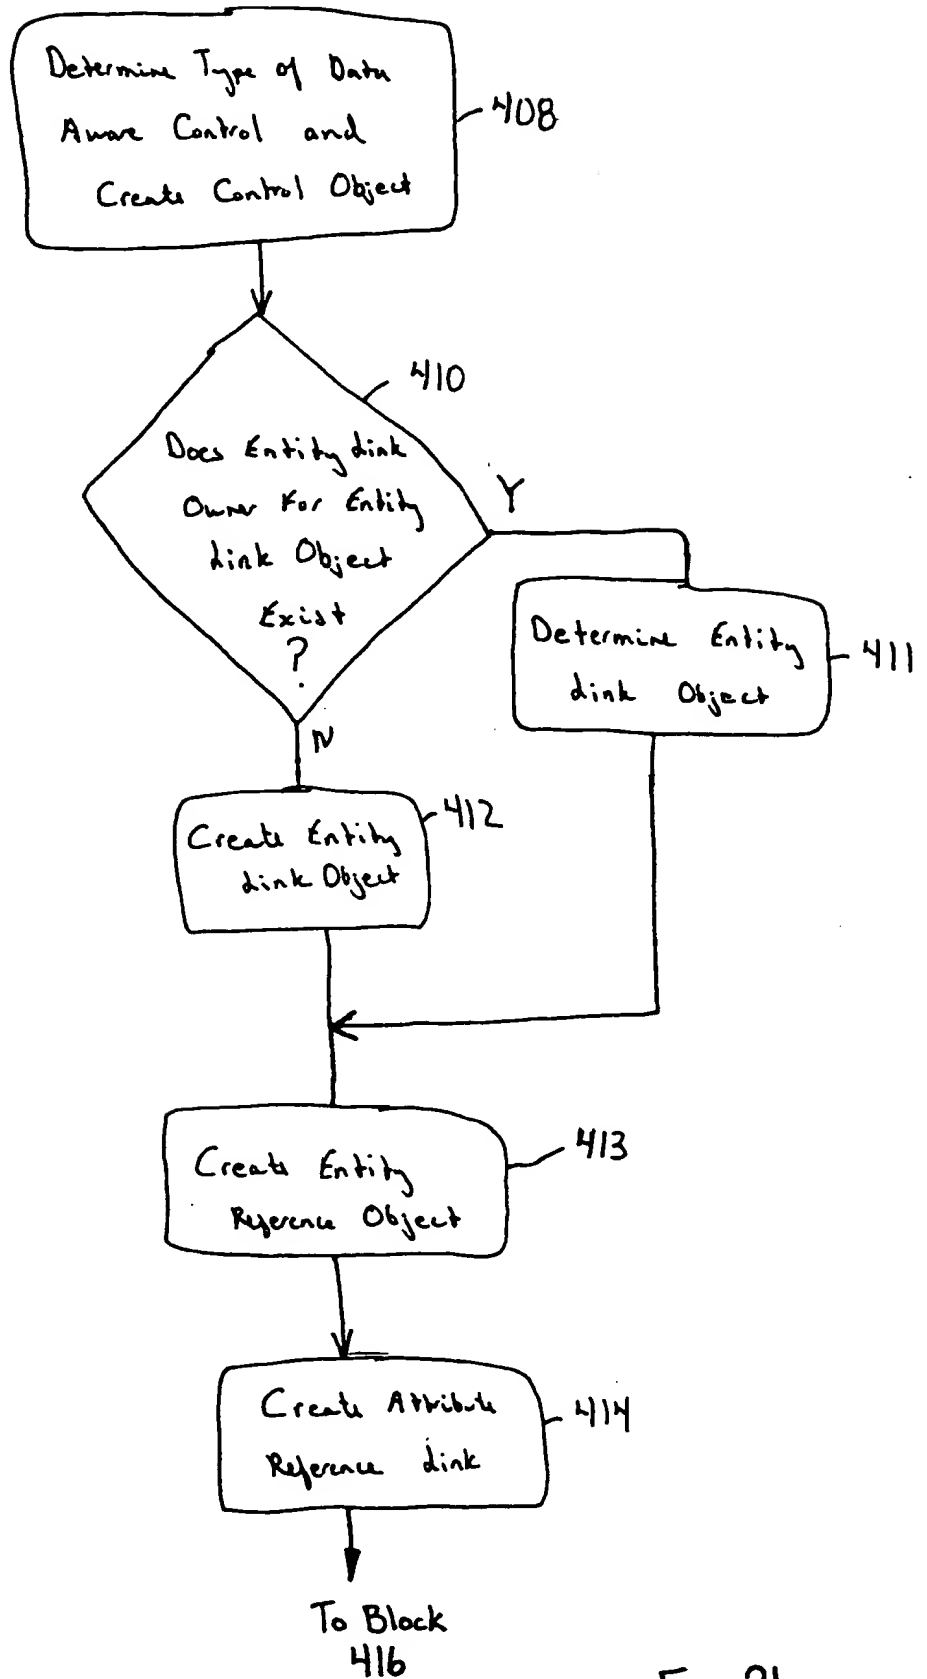 Determine Type of Data
Aware Control and
Create Control Object
408
410
Does Entity Link
Owner For Entity
Link Object
Exist
?
Y
N
Determine Entity
Link Object
411
Create Entity
Link Object
412
Create Entity
Reference Object
413
Create Attribute
Reference Link
414
To Block
416